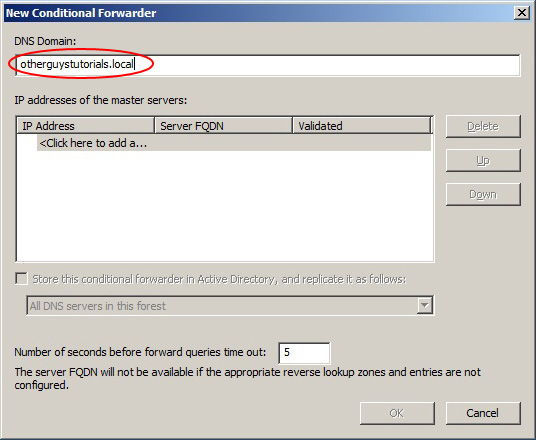 New Conditional Forwarder
DNS Domain:
otherguystutorials.local
IP addresses of the master servers:
IP Address Server FQDN Validated
<Click here to add a...
Delete
Up
Down
Store this conditional forwarder in Active Directory, and replicate it as follows:
All DNS servers in this forest
Number of seconds before forward queries time out: 5
The server FQDN will not be available if the appropriate reverse lookup zones and entries are not
configured.
OK Cancel